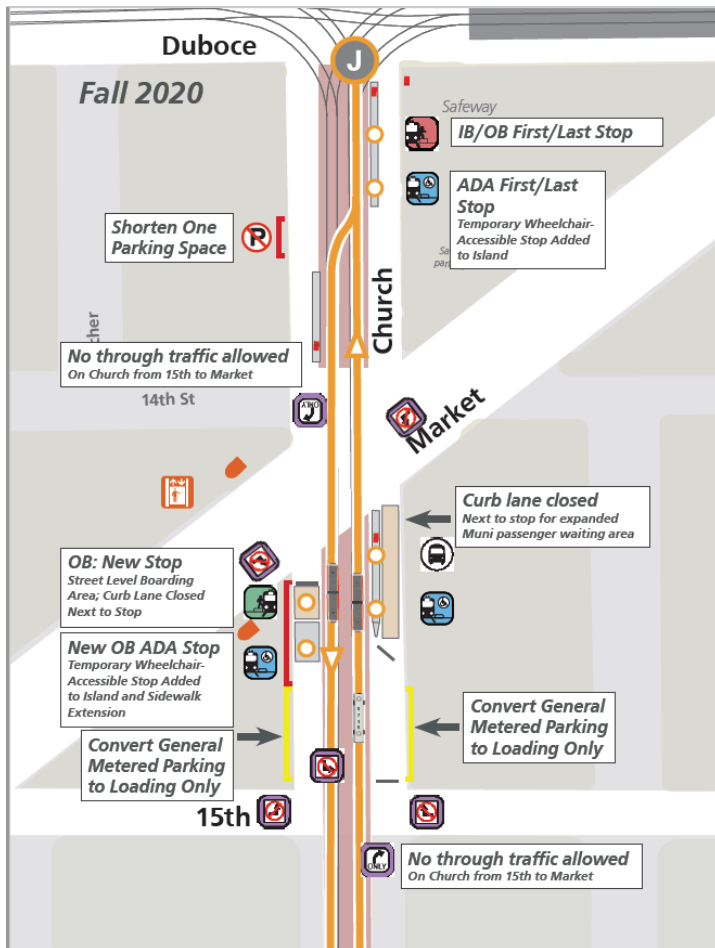 Duboce
J
Fall 2020
Safeway
IB/OB First/Last Stop
ADA First/Last
Stop
Temporary Wheelchair-
Accessible Stop Added
to Island
P
Shorten One
Parking Space
Church
No through traffic allowed
On Church from 15th to Market
14th St
ONLY
Market
Curb lane closed
Next to stop for expanded
Muni passenger waiting area
OB: New Stop
Street Level Boarding
Area; Curb Lane Closed
Next to Stop
New OB ADA Stop
Temporary Wheelchair-
Accessible Stop Added
to Island and Sidewalk
Extension
Convert General
Metered Parking
to Loading Only
Convert General
Metered Parking
to Loading Only
15th
ONLY
No through traffic allowed
On Church from 15th to Market